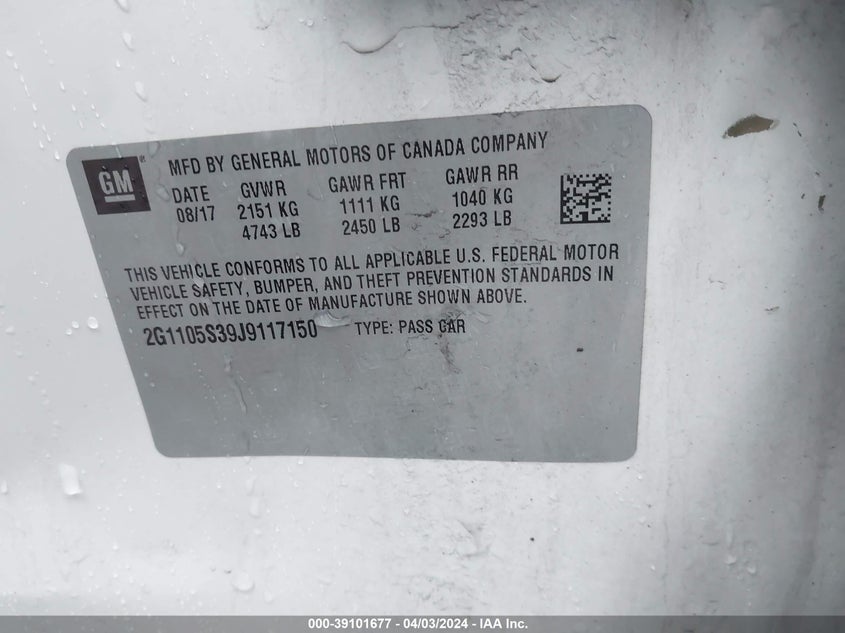 GM ®
MFD BY GENERAL MOTORS OF CANADA COMPANY
DATE GVWR GAWR FRT GAWR RR
08/17 2151 KG 1111 KG 1040 KG
4743 LB 2450 LB 2293 LB
THIS VEHICLE CONFORMS TO ALL APPLICABLE U.S. FEDERAL MOTOR
VEHICLE SAFETY, BUMPER, AND THEFT PREVENTION STANDARDS IN
EFFECT ON THE DATE OF MANUFACTURE SHOWN ABOVE.
2G1105S39J9117150 TYPE: PASS CAR
000-39101677 - 04/03/2024 - IAA Inc.